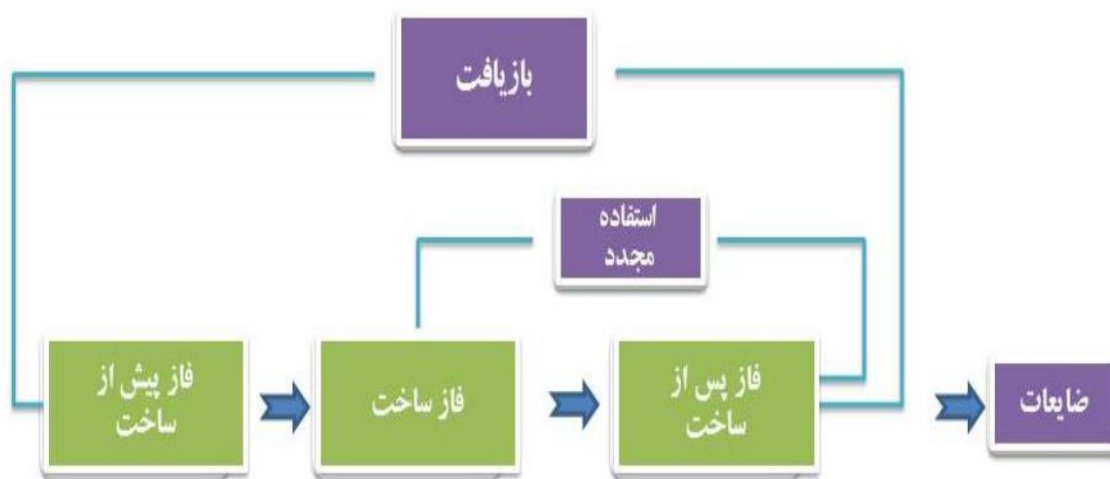 بازیافت
استفاده
مجدد
فاز پیش از
ساخت
فاز ساخت
فاز پس از
ساخت
ضایعات